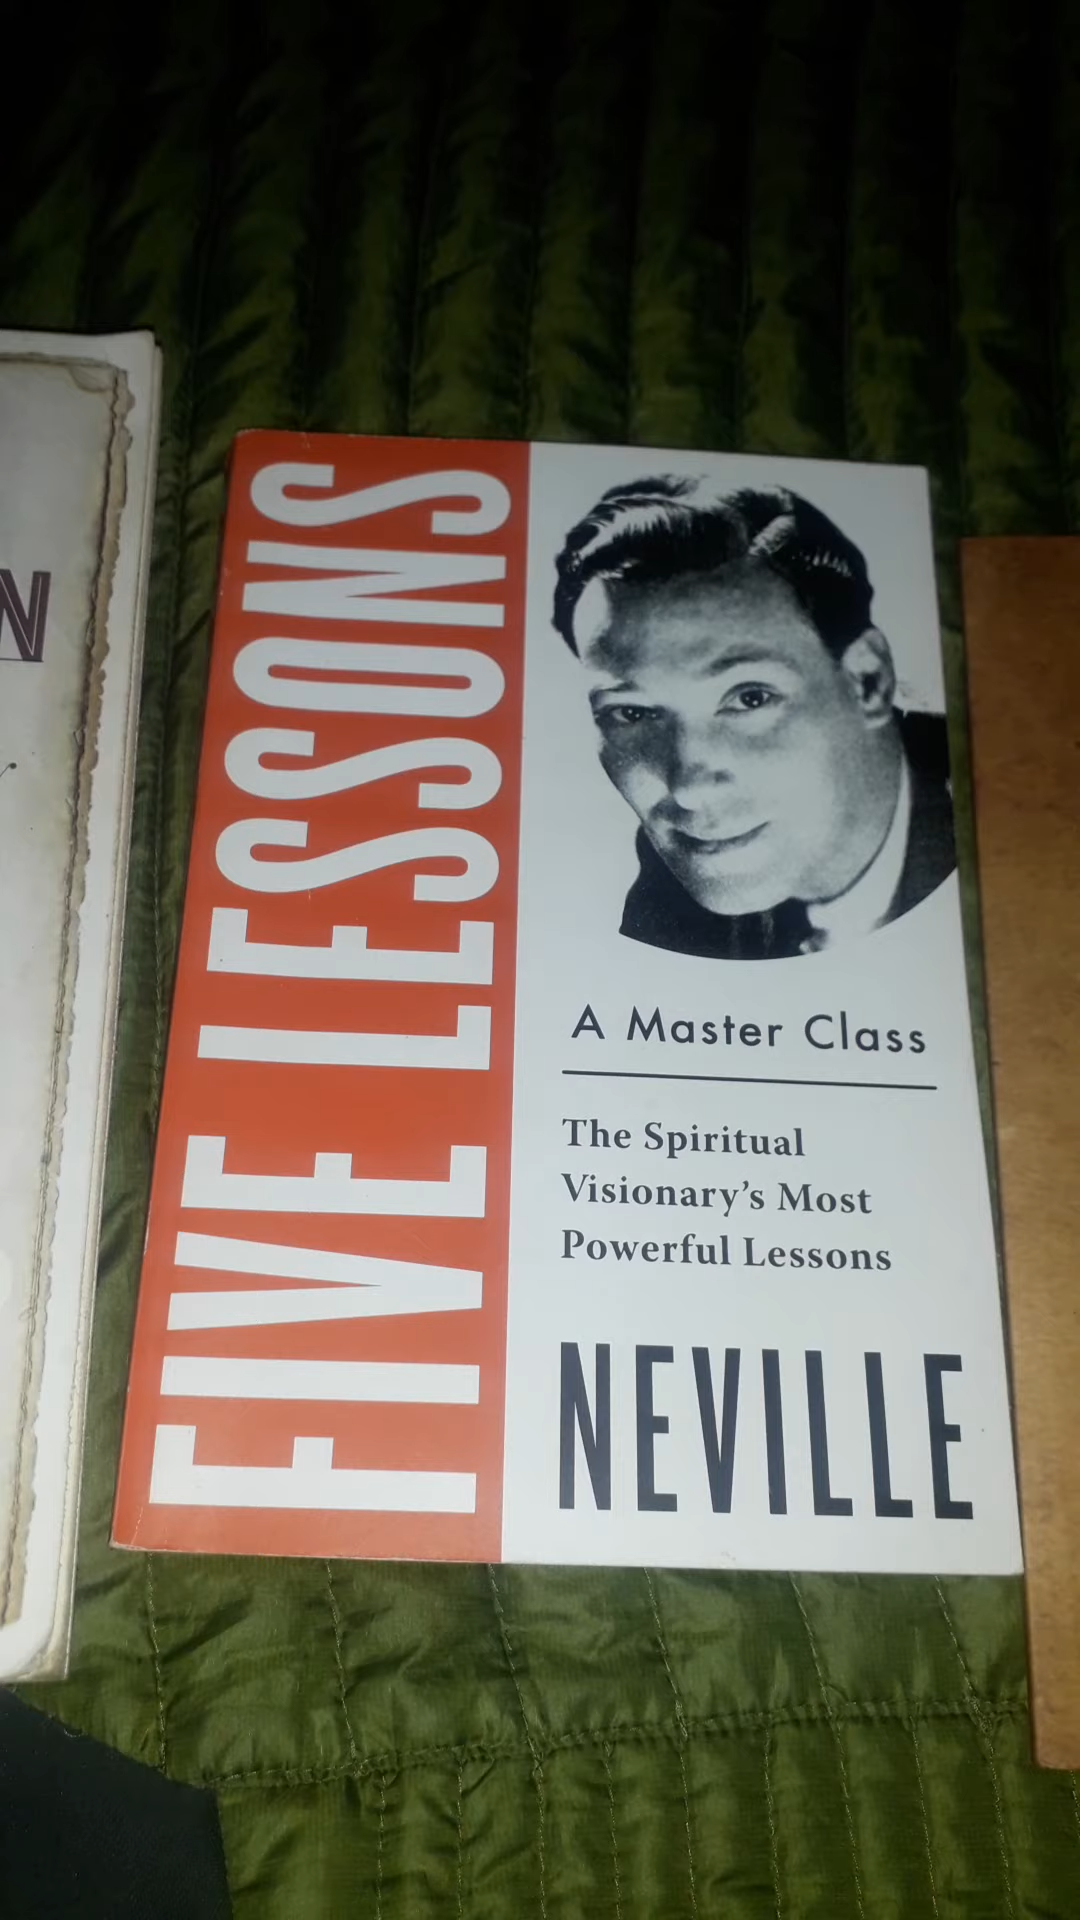 N
FIVE LESSONS
A Master Class
The Spiritual
Visionary's Most
Powerful Lessons
NEVILLE